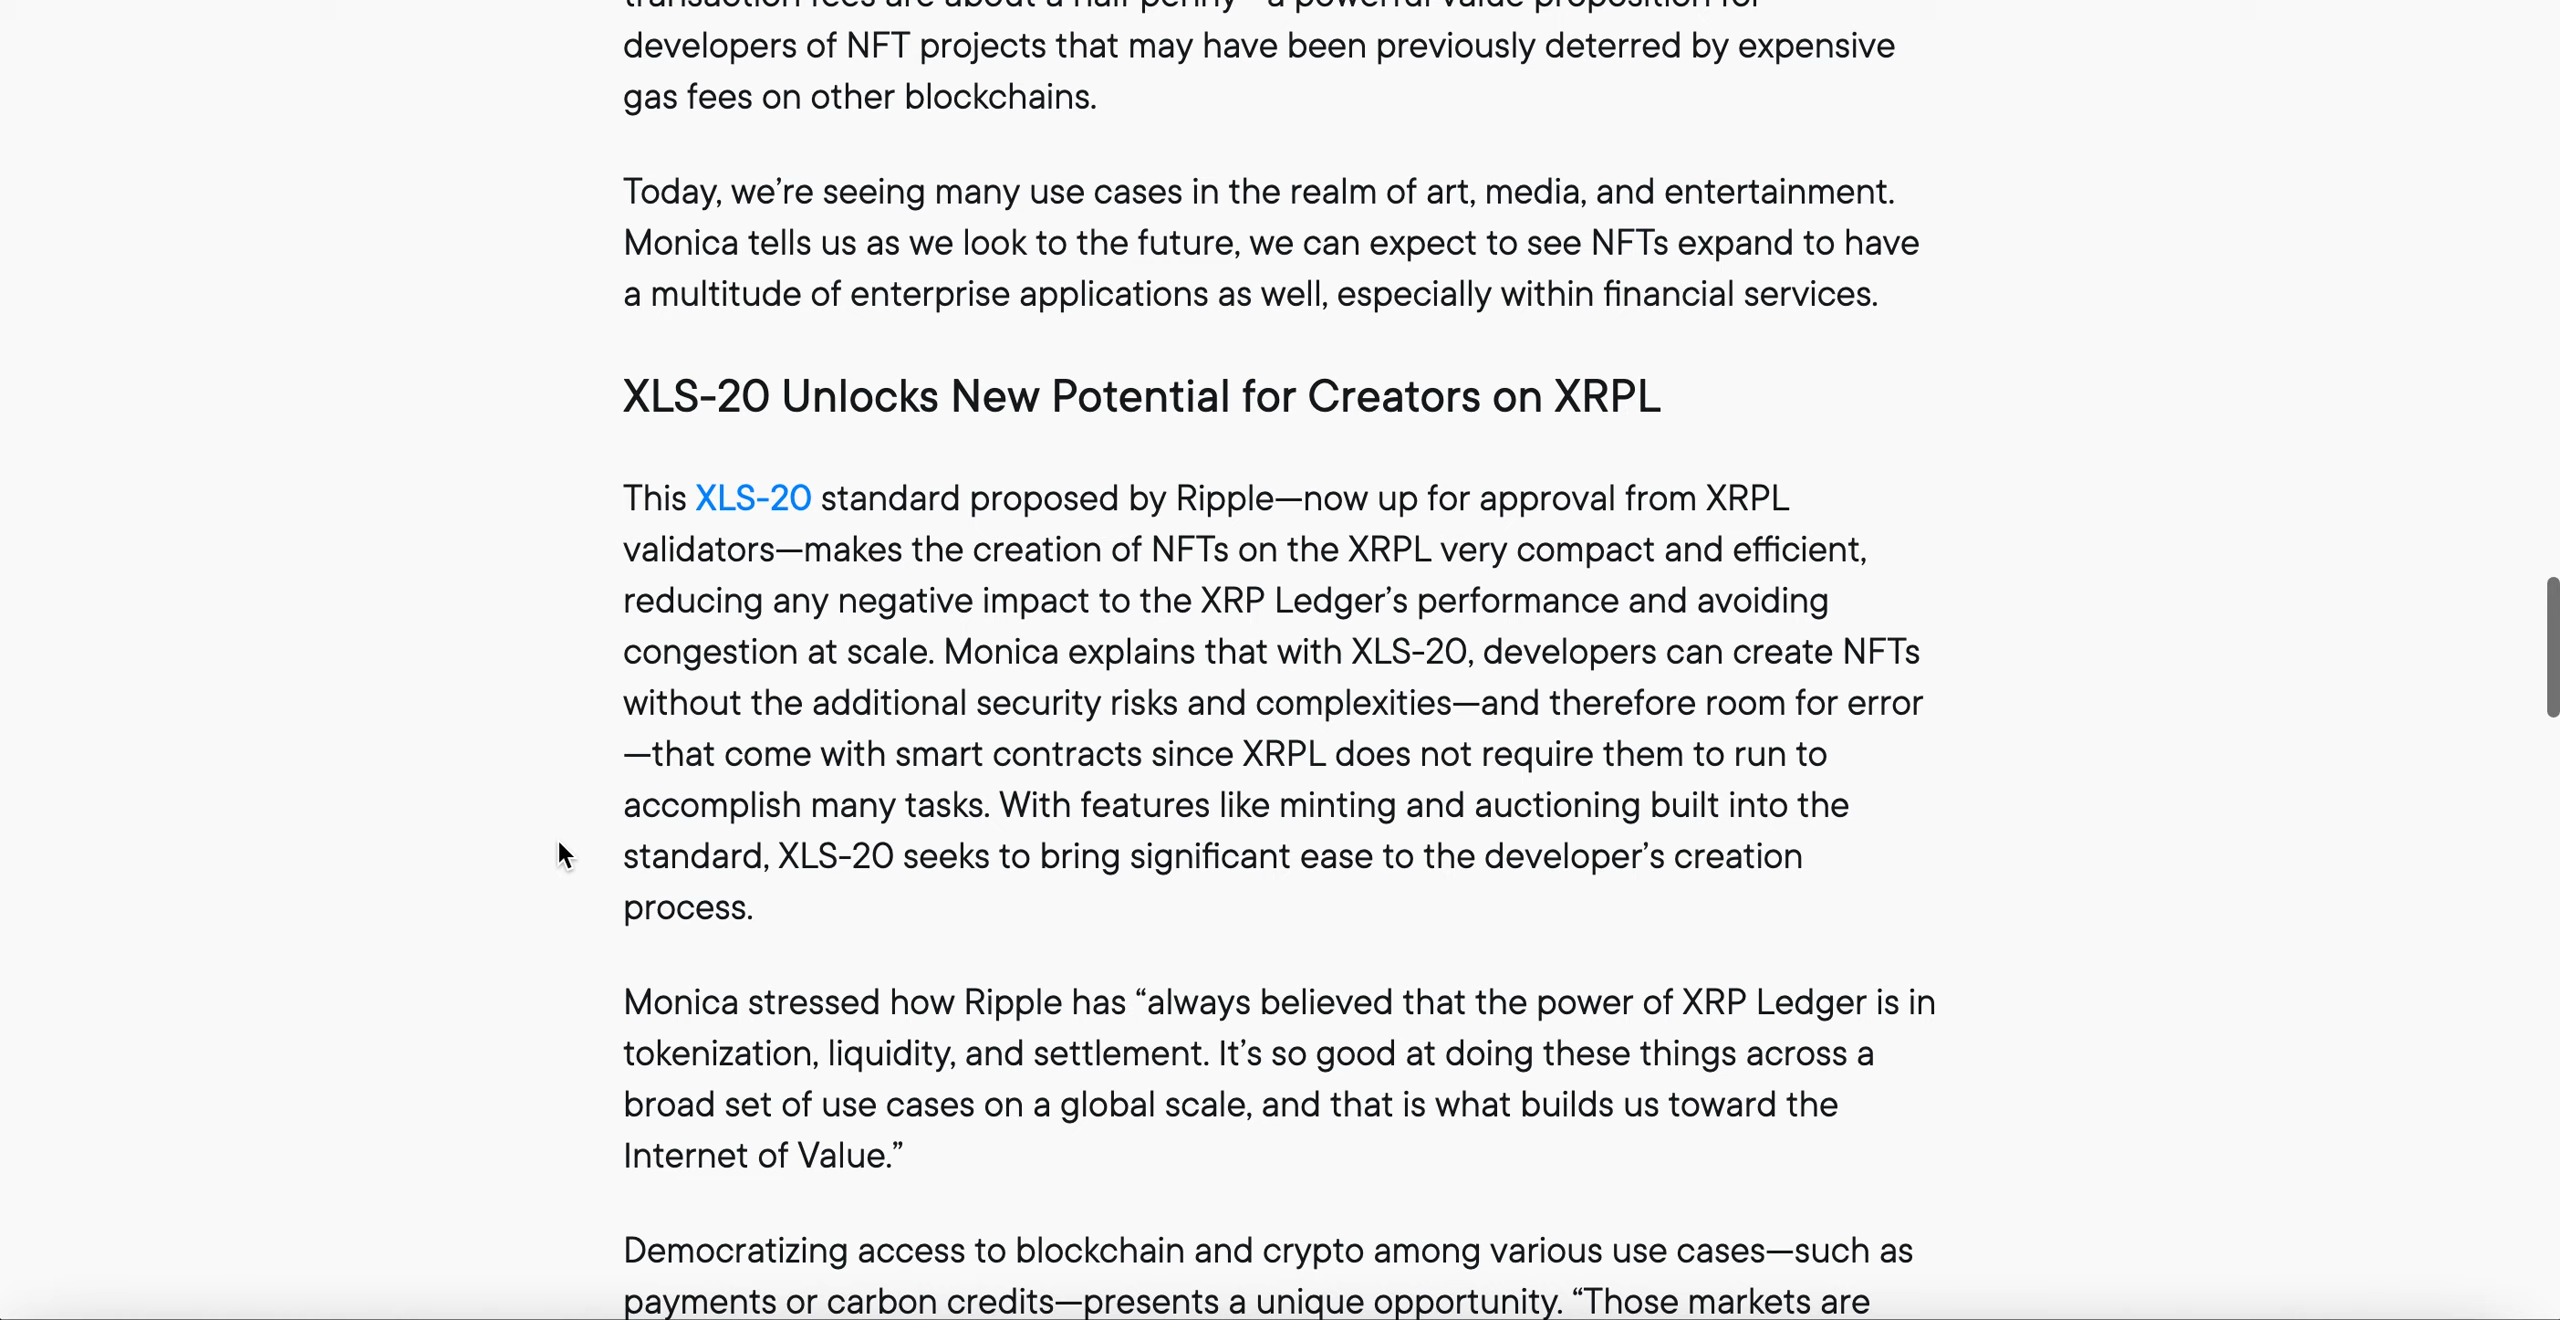 transaction fees are about a half-penny—a powerful value proposition for
developers of NFT projects that may have been previously deterred by expensive
gas fees on other blockchains.
Today, we’re seeing many use cases in the realm of art, media, and entertainment.
Monica tells us as we look to the future, we can expect to see NFTs expand to have
a multitude of enterprise applications as well, especially within financial services.
XLS-20 Unlocks New Potential for Creators on XRPL
This XLS-20 standard proposed by Ripple—now up for approval from XRPL
validators—makes the creation of NFTs on the XRPL very compact and efficient,
reducing any negative impact to the XRP Ledger’s performance and avoiding
congestion at scale. Monica explains that with XLS-20, developers can create NFTs
without the additional security risks and complexities—and therefore room for error
—that come with smart contracts since XRPL does not require them to run to
accomplish many tasks. With features like minting and auctioning built into the
standard, XLS-20 seeks to bring significant ease to the developer’s creation
process.
Monica stressed how Ripple has “always believed that the power of XRP Ledger is in
tokenization, liquidity, and settlement. It’s so good at doing these things across a
broad set of use cases on a global scale, and that is what builds us toward the
Internet of Value.”
Democratizing access to blockchain and crypto among various use cases—such as
payments or carbon credits—presents a unique opportunity. “Those markets are